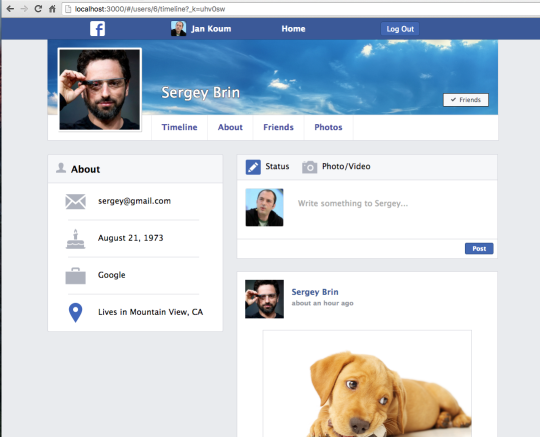 localhost:3000/#/users/6/timeline?_k=uhv0sw
f
Jan Koum
Home
Log Out
Sergey Brin
✓ Friends
Timeline
About
Friends
Photos
About
sergey@gmail.com
August 21, 1973
Google
Lives in Mountain View, CA
Status
Photo/Video
Write something to Sergey...
Post
Sergey Brin
about an hour ago